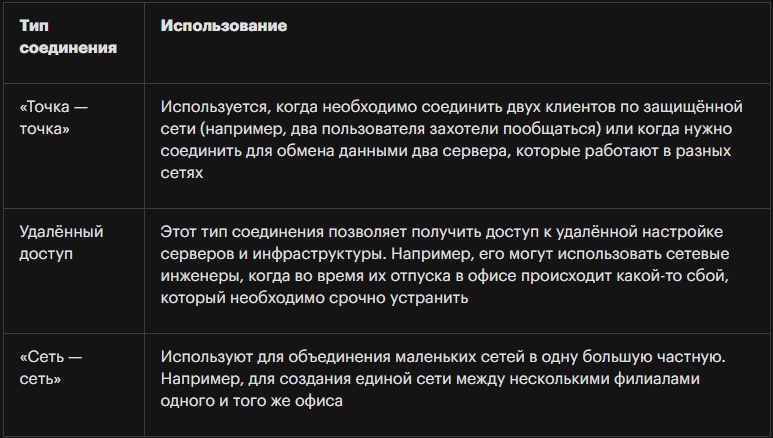 Тип
соединения
Использование
«Точка —
точка»
Используется, когда необходимо соединить двух клиентов по защищённой
сети (например, два пользователя захотели пообщаться) или когда нужно
соединить для обмена данными два сервера, которые работают в разных
сетях
Удалённый
доступ
Этот тип соединения позволяет получить доступ к удалённой настройке
серверов и инфраструктуры. Например, его могут использовать сетевые
инженеры, когда во время их отпуска в офисе происходит какой-то сбой,
который необходимо срочно устранить
«Сеть —
сеть»
Используют для объединения маленьких сетей в одну большую частную.
Например, для создания единой сети между несколькими филиалами
одного и того же офиса